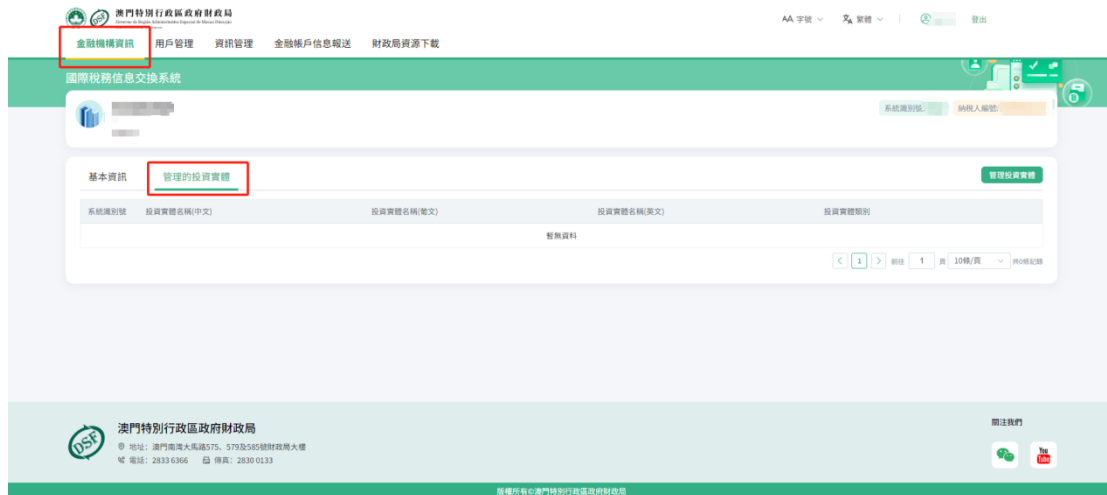 澳門特別行政區政府財政局
AA 字號
繁體
登出
金融機構資訊 用戶管理 資訊管理 金融帳戶信息報送 財政局資源下載
國際稅務信息交換系統
系統識別號: 納稅人編號:
基本資訊 管理的投資實體 管理投資實體
系統識別號 投資實體名稱(中文) 投資實體名稱(葡文) 投資實體名稱(英文) 投資實體類別
暫無資料
1 前往 1 頁 10條/頁 共0條記錄
DSF
澳門特別行政區政府財政局
地址: 澳門南灣大馬路575、579及585號財政局大樓
電話: 2833 6366 傳真: 2830 0133
關注我們
You Tube
版權所有©澳門特別行政區政府財政局